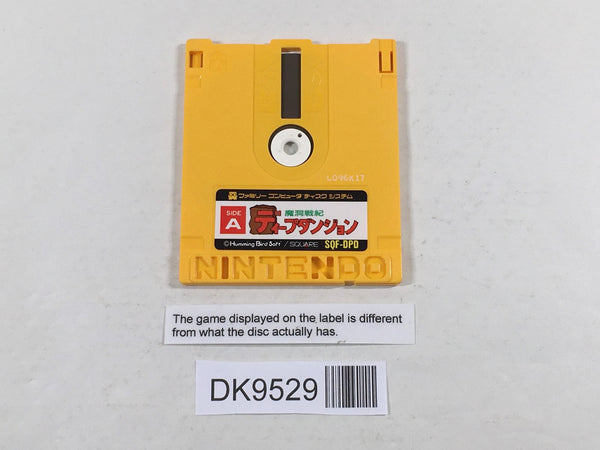 L096K17
ファミリー コンピュータ ディスク システム
SIDE
A
魔洞戦紀
ディープダンジョン
©Humming Bird Soft / SQUARE SQF-DPD
NINTENDO
The game displayed on the label is different
from what the disc actually has.
DK9529